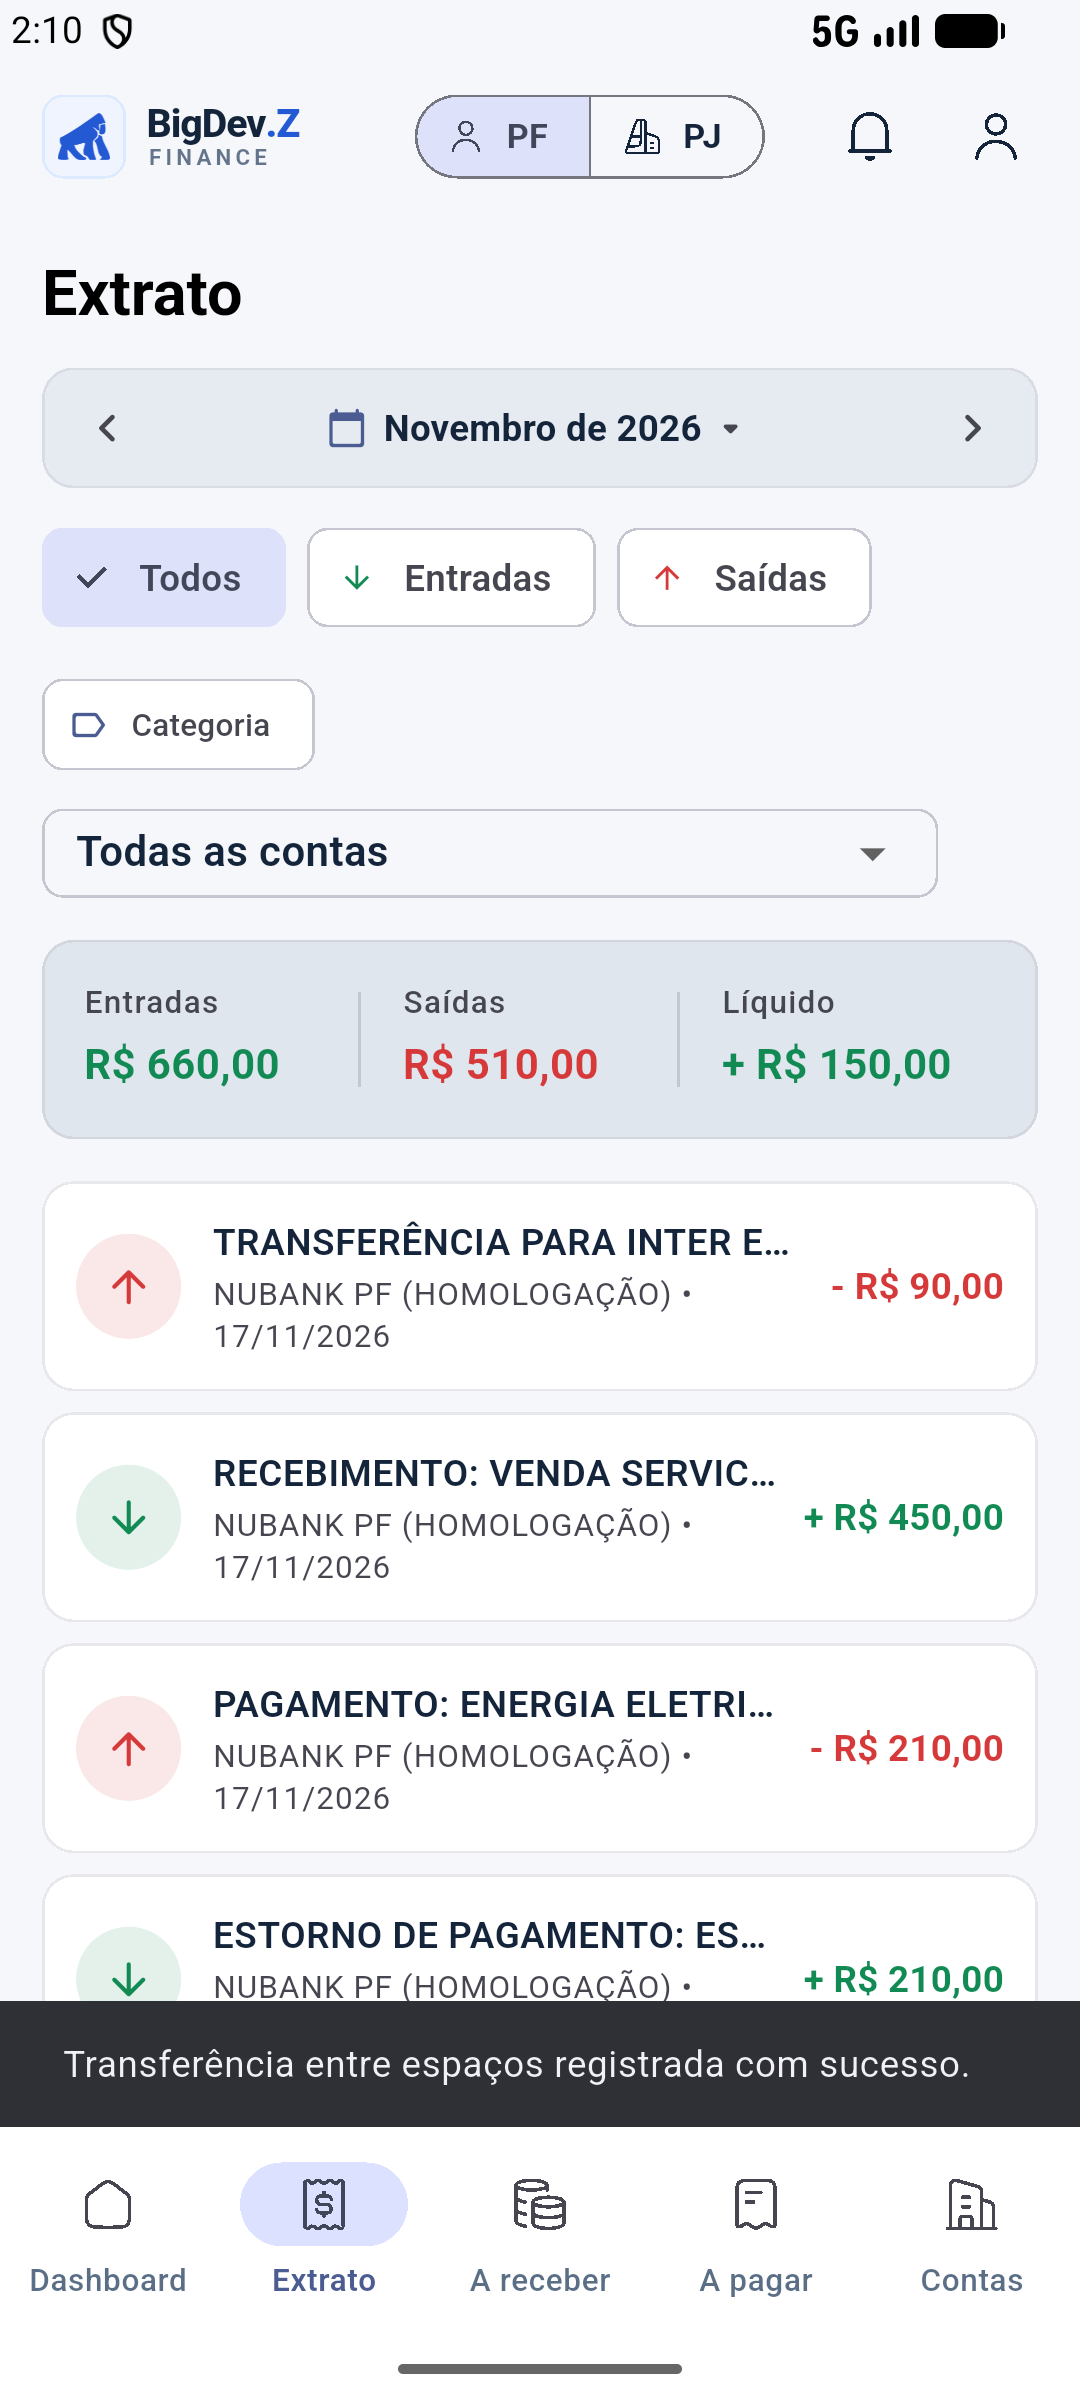 2:10
5G
BigDev.Z
FINANCE
PF
PJ
Extrato
Novembro de 2026
Todos
Entradas
Saídas
Categoria
Todas as contas
Entradas
Saídas
Líquido
R$ 660,00
R$ 510,00
+ R$ 150,00
TRANSFERÊNCIA PARA INTER E...
NUBANK PF (HOMOLOGAÇÃO) •
17/11/2026
- R$ 90,00
RECEBIMENTO: VENDA SERVIC...
NUBANK PF (HOMOLOGAÇÃO) •
17/11/2026
+ R$ 450,00
PAGAMENTO: ENERGIA ELETRI...
NUBANK PF (HOMOLOGAÇÃO) •
17/11/2026
- R$ 210,00
ESTORNO DE PAGAMENTO: ES...
NUBANK PF (HOMOLOGAÇÃO) •
+ R$ 210,00
Transferência entre espaços registrada com sucesso.
Dashboard
Extrato
A receber
A pagar
Contas